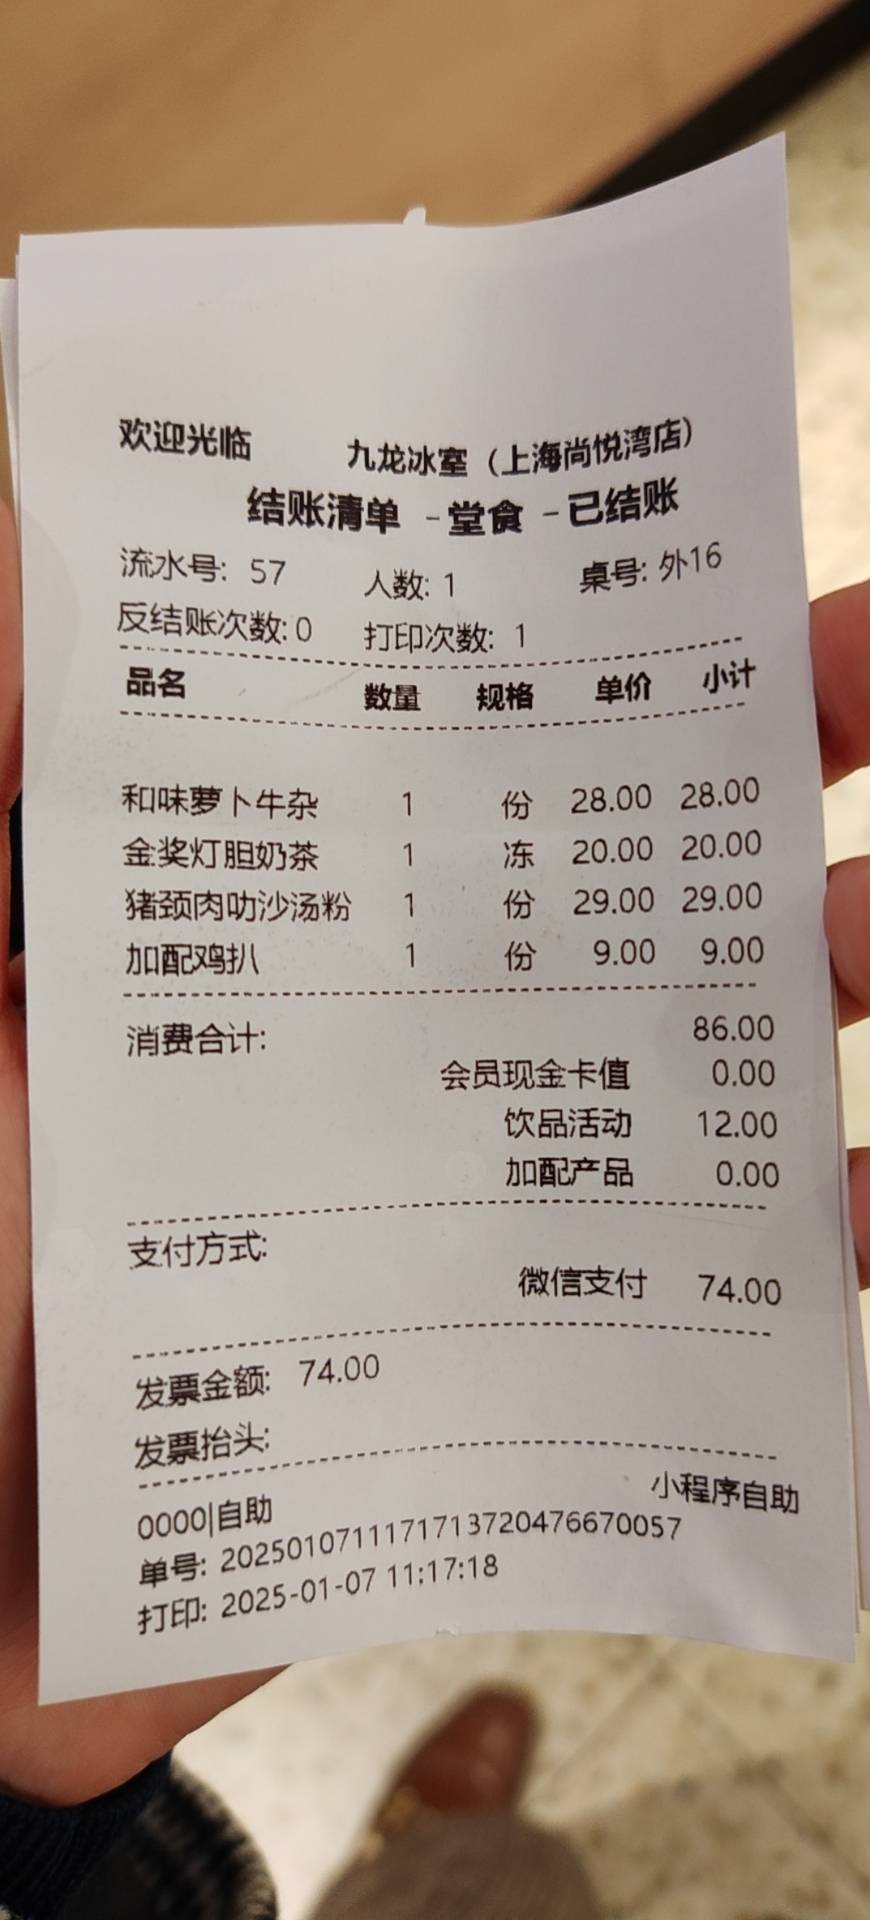 欢迎光临 九龙冰室（上海尚悦湾店）
结账清单 -堂食 -已结账
流水号: 57 人数: 1 桌号: 外16
反结账次数: 0 打印次数: 1
品名 数量 规格 单价 小计
和味萝卜牛杂 1 份 28.00 28.00
金奖灯胆奶茶 1 冻 20.00 20.00
猪颈肉叻沙汤粉 1 份 29.00 29.00
加配鸡扒 1 份 9.00 9.00
消费合计: 86.00
会员现金卡值 0.00
饮品活动 12.00
加配产品 0.00
支付方式:
微信支付 74.00
发票金额: 74.00
发票抬头:
0000|自助 小程序自助
单号: 2025010711171713720476670057
打印: 2025-01-07 11:17:18